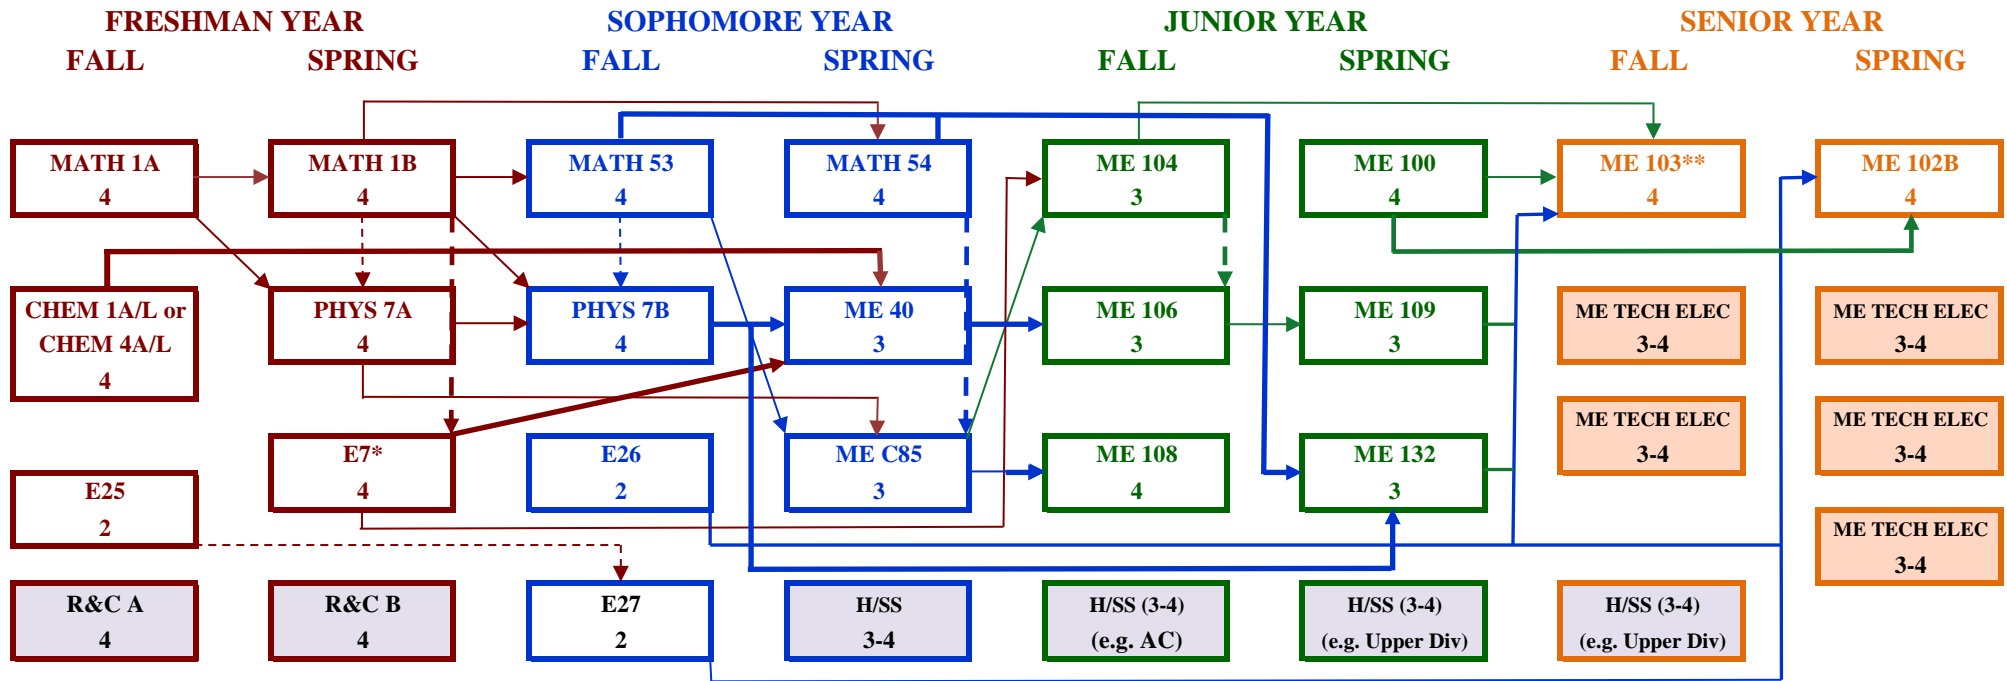 FRESHMAN YEAR SOPHOMORE YEAR JUNIOR YEAR SENIOR YEAR
FALL SPRING FALL SPRING FALL SPRING FALL SPRING
MATH 1A MATH 1B MATH 53 MATH 54 ME 104 ME 100 ME 103** ME 102B
4 4 4 4 3 4 4 4
CHEM 1A/L or PHYS 7A PHYS 7B ME 40 ME 106 ME 109 ME TECH ELEC ME TECH ELEC
CHEM 4A/L 4 4 3 3 3 3-4 3-4
4
ME TECH ELEC ME TECH ELEC
3-4 3-4
E7* E26 ME C85 ME 108 ME 132
4 2 3 4 3
E25
2
ME TECH ELEC
3-4
R&C A R&C B E27 H/SS H/SS (3-4) H/SS (3-4) H/SS (3-4)
4 4 2 3-4 (e.g. AC) (e.g. Upper Div) (e.g. Upper Div)